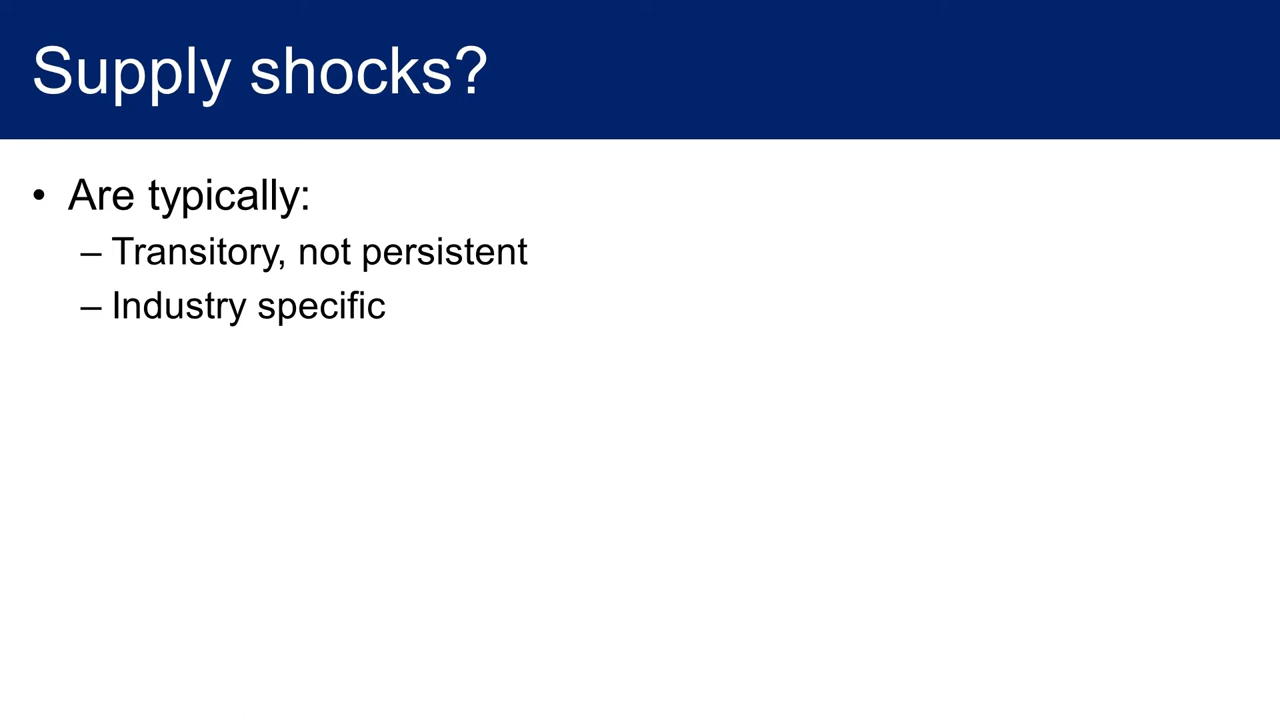 Supply shocks?
• Are typically:
– Transitory, not persistent
– Industry specific